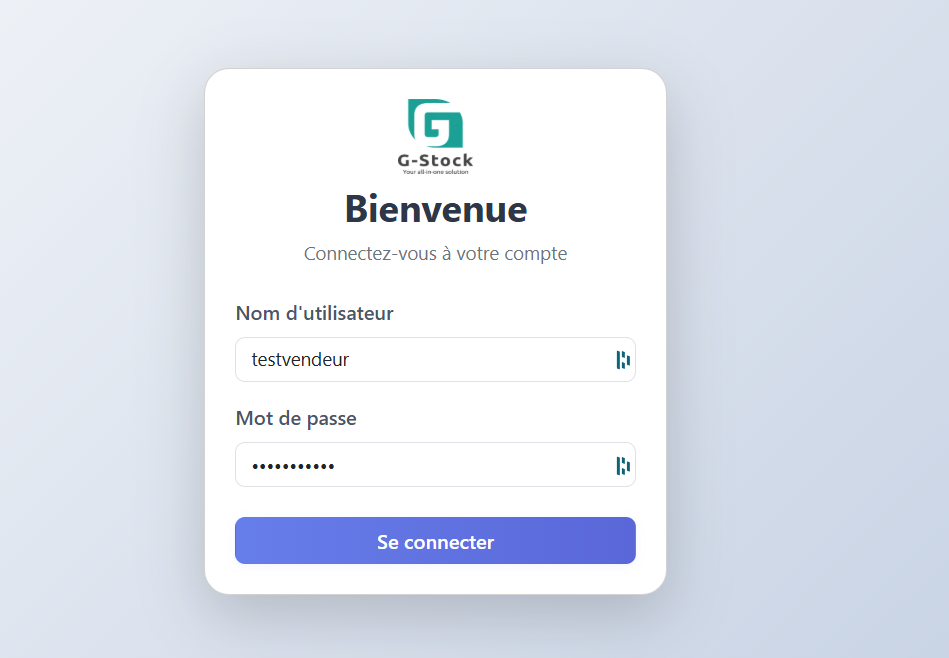 G-Stock
Your all-in-one solution
Bienvenue
Connectez-vous à votre compte
Nom d'utilisateur
testvendeur
Mot de passe
•••••••••••
Se connecter